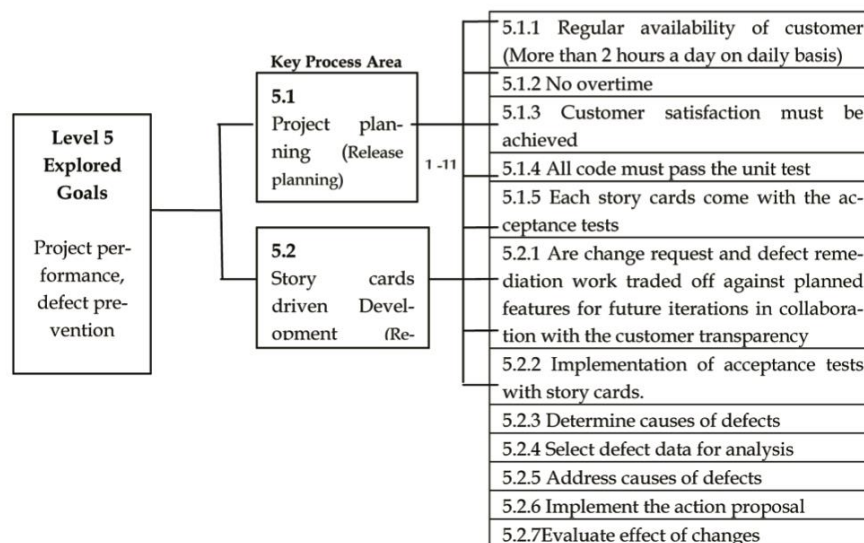 Level 5
Explored
Goals
Project per-
formance,
defect pre-
vention
Key Process Area
5.1
Project plan-
ning (Release
planning)
5.2
Story cards
driven Devel-
opment (Re-
1 -11
5.1.1 Regular availability of customer
(More than 2 hours a day on daily basis)
5.1.2 No overtime
5.1.3 Customer satisfaction must be
achieved
5.1.4 All code must pass the unit test
5.1.5 Each story cards come with the ac-
ceptance tests
5.2.1 Are change request and defect reme-
diation work traded off against planned
features for future iterations in collabora-
tion with the customer transparency
5.2.2 Implementation of acceptance tests
with story cards.
5.2.3 Determine causes of defects
5.2.4 Select defect data for analysis
5.2.5 Address causes of defects
5.2.6 Implement the action proposal
5.2.7Evaluate effect of changes